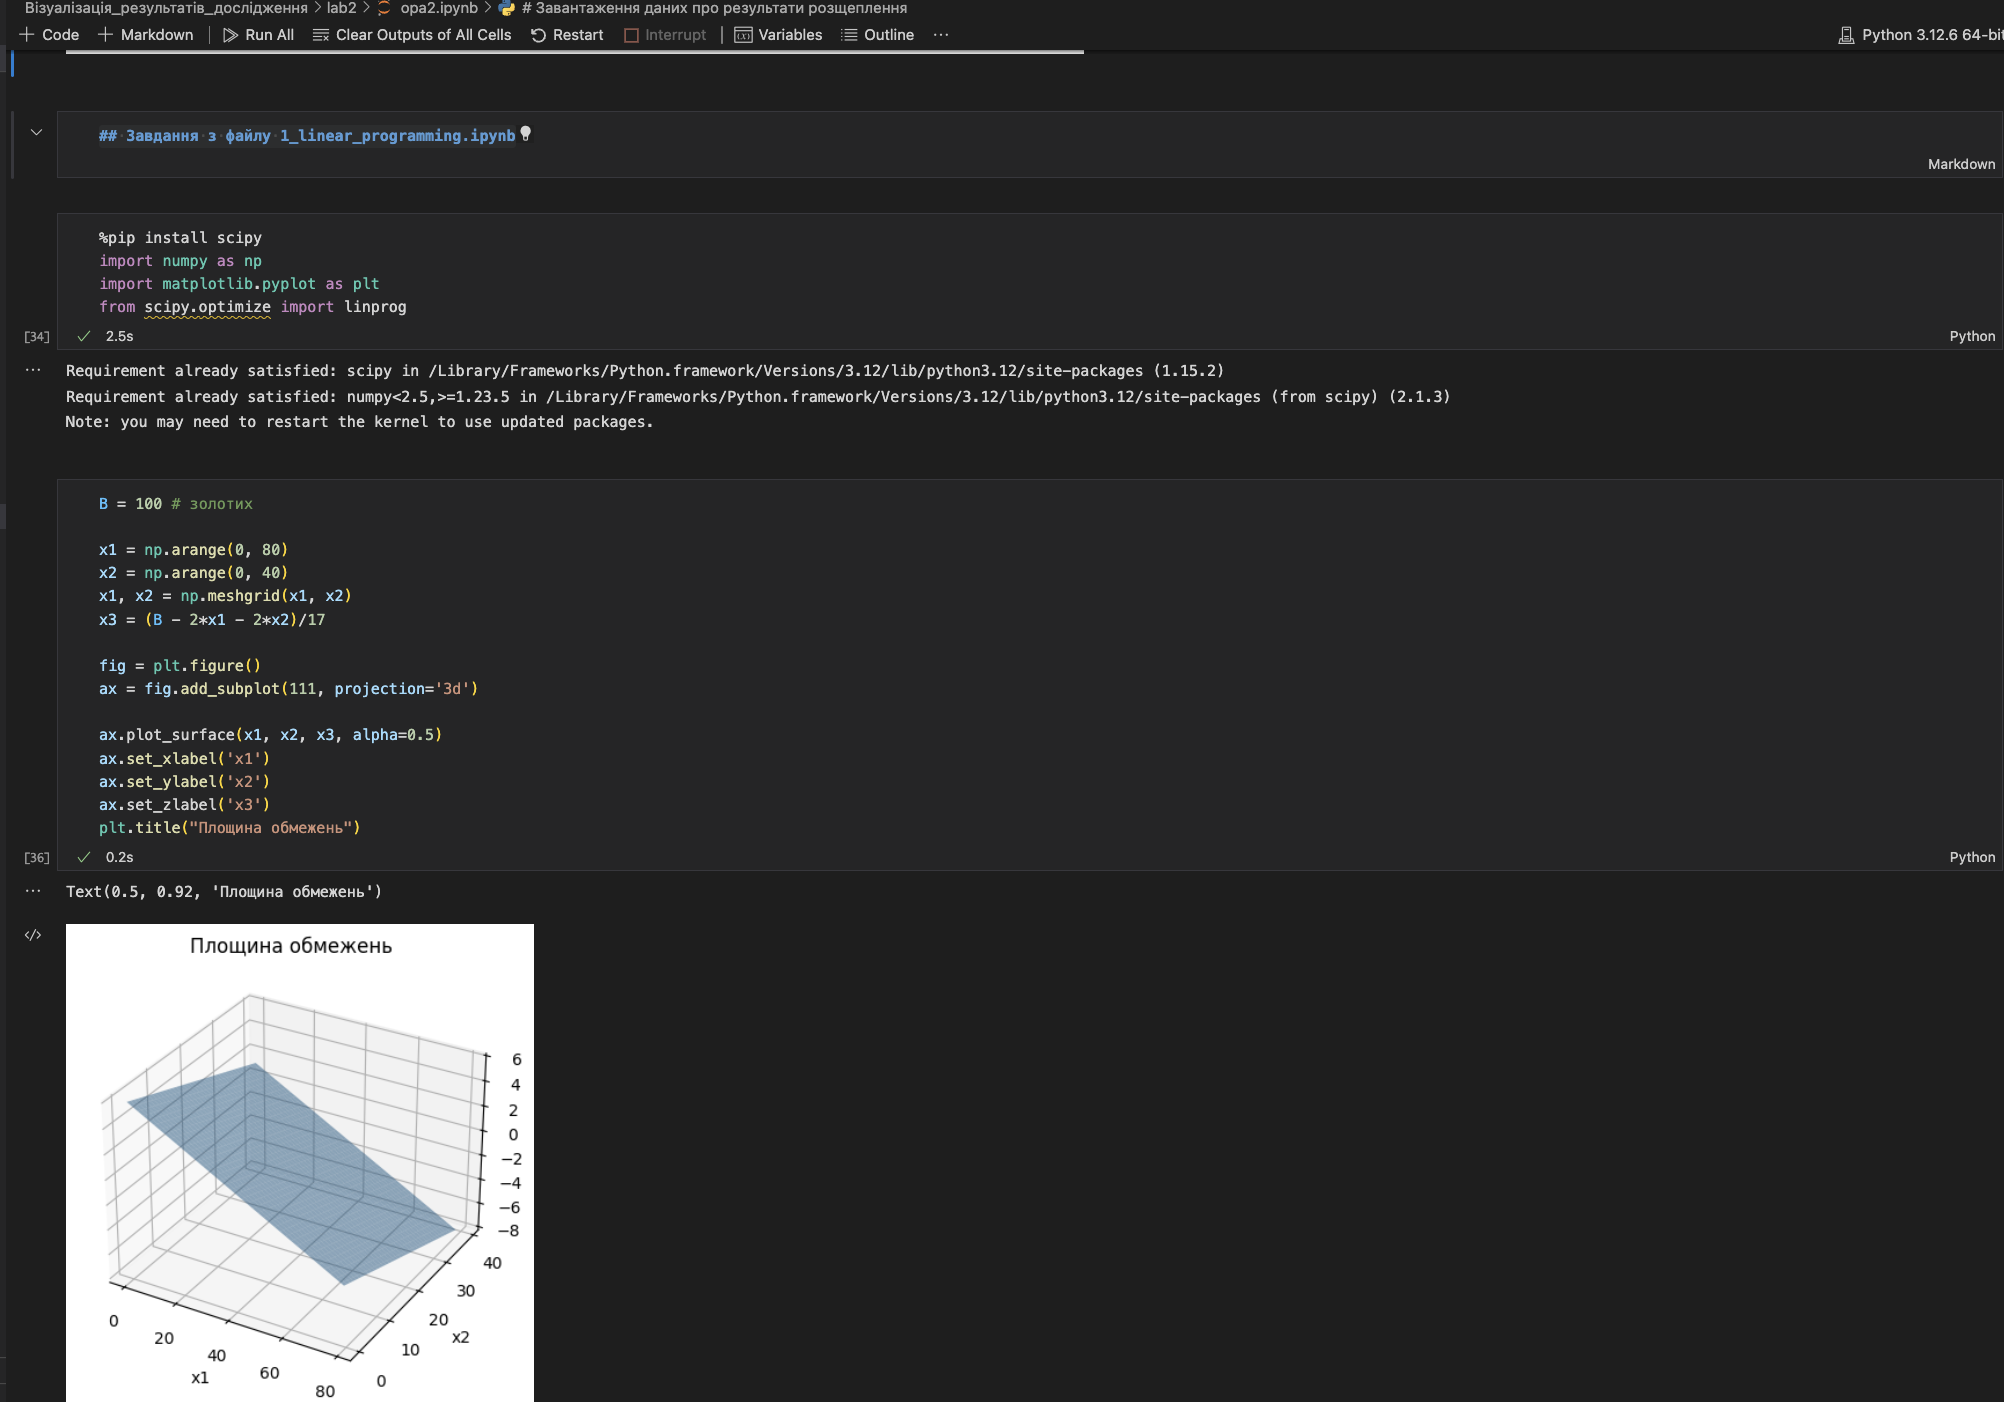 Візуалізація_результатів_дослідження > lab2 > opa2.ipynb > # Завантаження даних про результати розщеплення
+ Code + Markdown | Run All Clear Outputs of All Cells Restart Interrupt | Variables Outline ···
Python 3.12.6 64-bit
## Завдання з файлу 1_linear_programming.ipynb
Markdown
%pip install scipy
import numpy as np
import matplotlib.pyplot as plt
from scipy.optimize import linprog
[34] ✓ 2.5s
Python
Requirement already satisfied: scipy in /Library/Frameworks/Python.framework/Versions/3.12/lib/python3.12/site-packages (1.15.2)
Requirement already satisfied: numpy<2.5,>=1.23.5 in /Library/Frameworks/Python.framework/Versions/3.12/lib/python3.12/site-packages (from scipy) (2.1.3)
Note: you may need to restart the kernel to use updated packages.
B = 100 # золотих
x1 = np.arange(0, 80)
x2 = np.arange(0, 40)
x1, x2 = np.meshgrid(x1, x2)
x3 = (B - 2*x1 - 2*x2)/17
fig = plt.figure()
ax = fig.add_subplot(111, projection='3d')
ax.plot_surface(x1, x2, x3, alpha=0.5)
ax.set_xlabel('x1')
ax.set_ylabel('x2')
ax.set_zlabel('x3')
plt.title("Площина обмежень")
[36] ✓ 0.2s
Python
Text(0.5, 0.92, 'Площина обмежень')
Площина обмежень
6
4
2
0
−2
−4
−6
−8
40
30
20
10
0
x2
0
20
40
60
80
x1